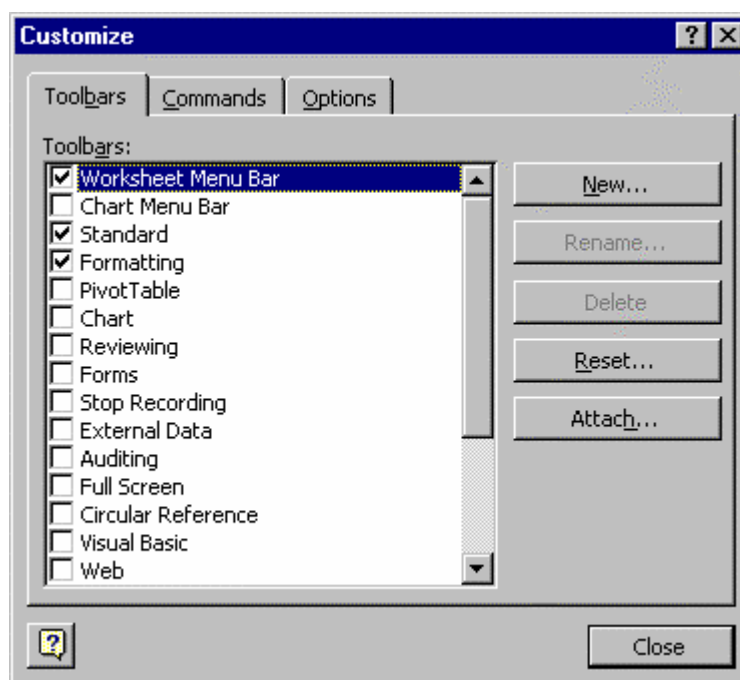 Customize
Toolbars Commands Options
Toolbars:
Worksheet Menu Bar
Chart Menu Bar
Standard
Formatting
PivotTable
Chart
Reviewing
Forms
Stop Recording
External Data
Auditing
Full Screen
Circular Reference
Visual Basic
Web
New...
Rename...
Delete
Reset...
Attach...
Close